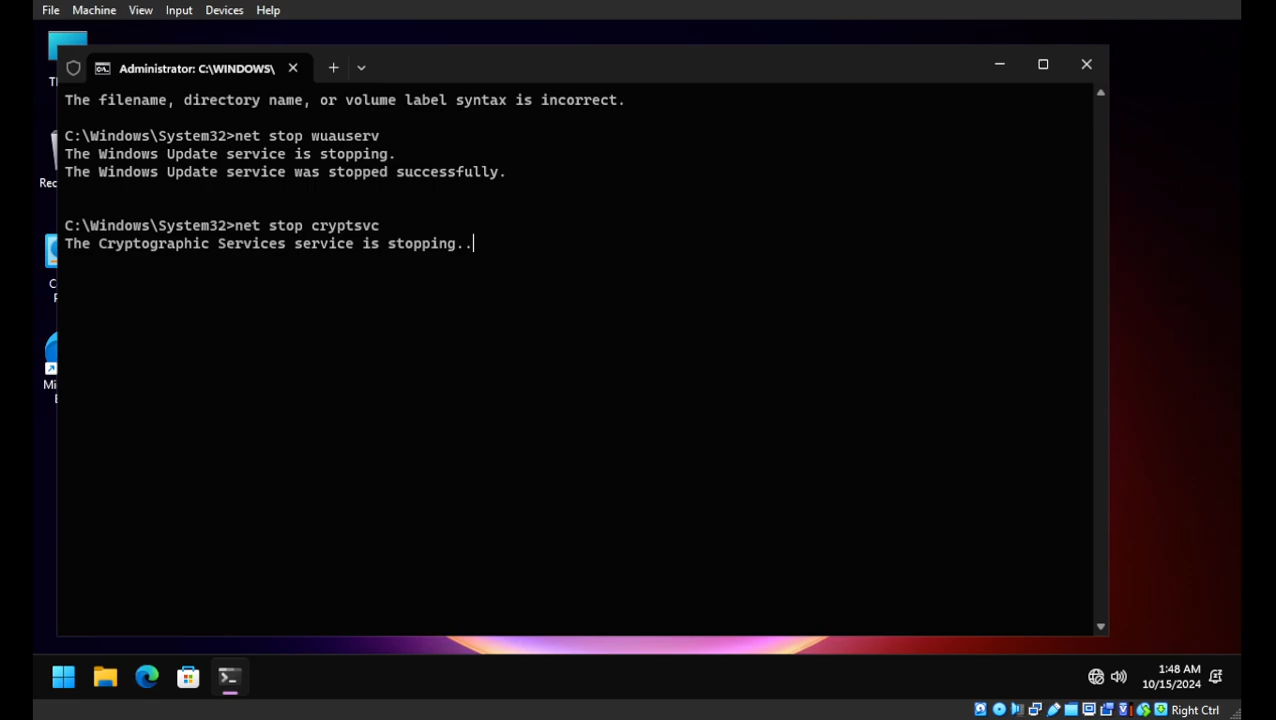 File Machine View Input Devices Help
Administrator: C:\WINDOWS\
The filename, directory name, or volume label syntax is incorrect.
C:\Windows\System32>net stop wuauserv
The Windows Update service is stopping.
The Windows Update service was stopped successfully.
C:\Windows\System32>net stop cryptsvc
The Cryptographic Services service is stopping..
1:48 AM
10/15/2024
Right Ctrl